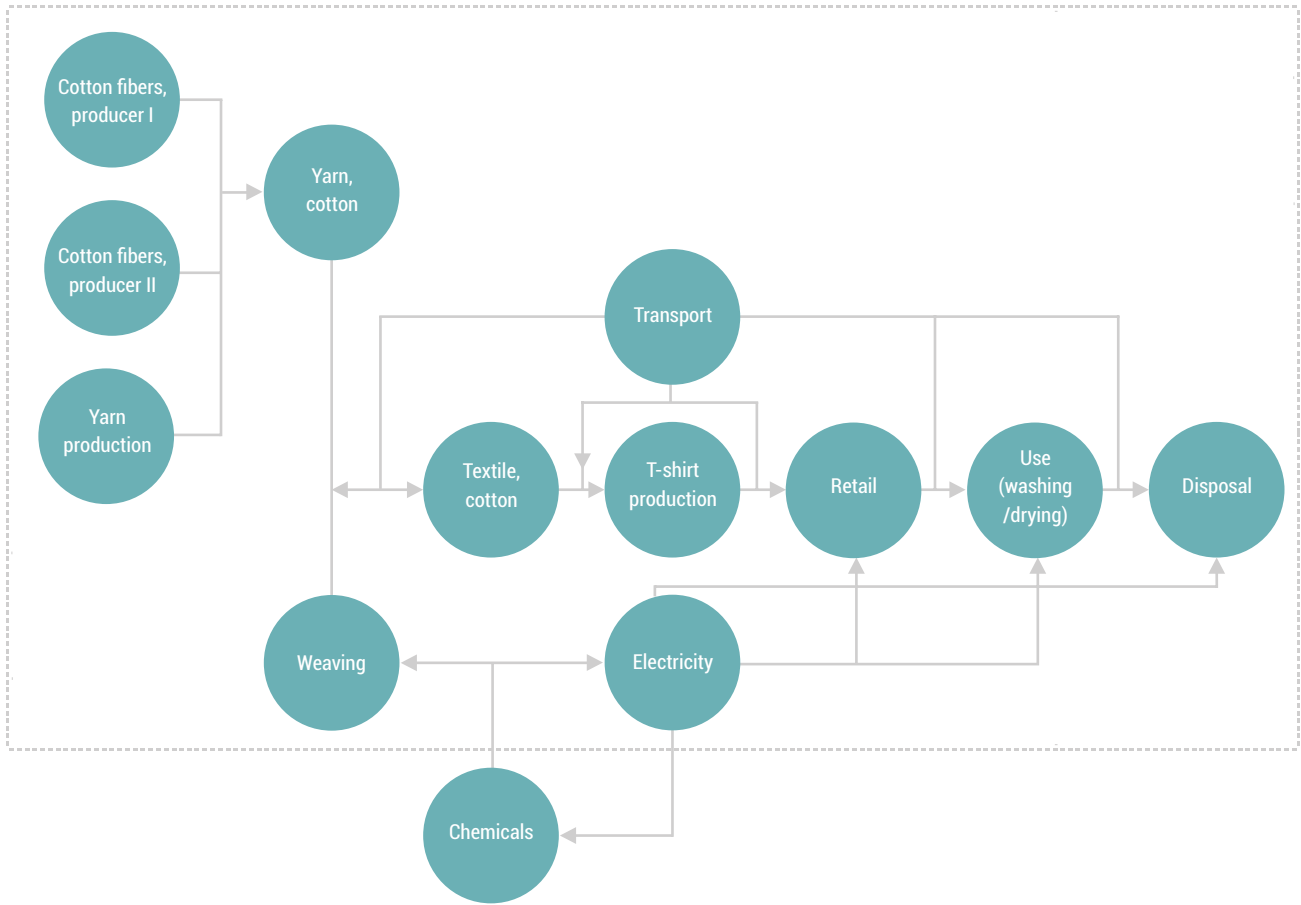 Cotton fibers,
producer I
Yarn,
cotton
Cotton fibers,
producer II
Transport
Yarn
production
Textile,
cotton
T-shirt
production
Retail
Use
(washing
/drying)
Disposal
Weaving
Electricity
Chemicals